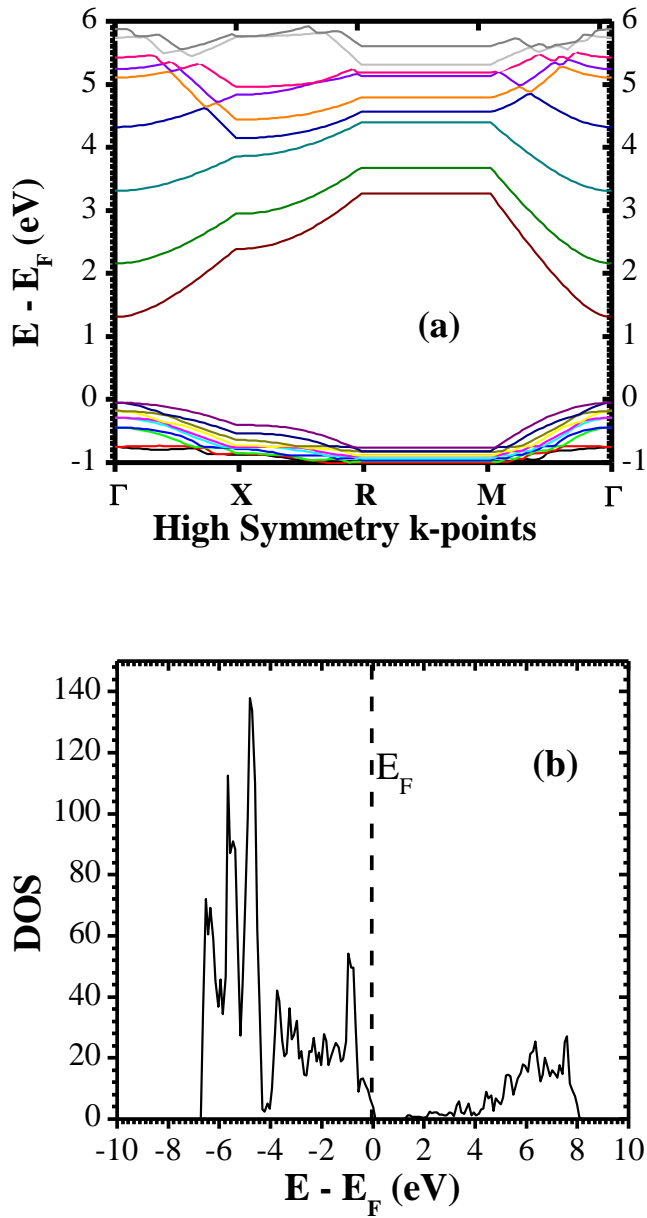 6 6
5 5
4 4
3 3
2 2
1 1
0 0
-1 -1
E - E_F (eV)
(a)
Γ X R M Γ
High Symmetry k-points
140
120
100
80
60
40
20
0
DOS
E_F
(b)
-10 -8 -6 -4 -2 0 2 4 6 8 10
E - E_F (eV)